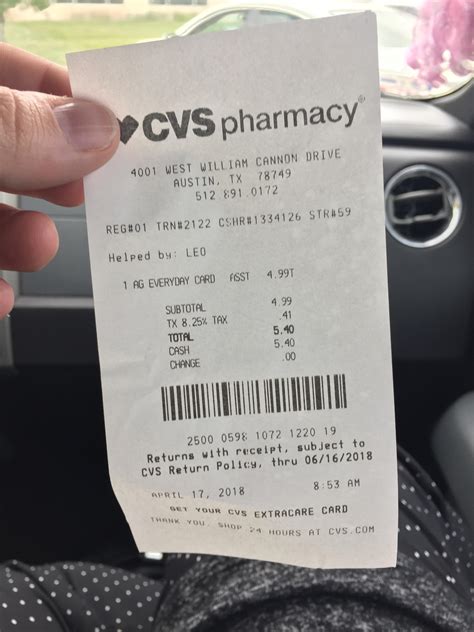 CVS pharmacy®
4001 WEST WILLIAM CANNON DRIVE
AUSTIN, TX 78749
512.891.0172
REG#01 TRN#2122 CSHR#1334126 STR#59
Helped by: LEO
1 AG EVERYDAY CARD ASST 4.99T
SUBTOTAL 4.99
TX 8.25% TAX .41
TOTAL 5.40
CASH 5.40
CHANGE .00
2500 0598 1072 1220 19
Returns with receipt, subject to
CVS Return Policy, thru 06/16/2018
APRIL 17, 2018 8:53 AM
GET YOUR CVS EXTRACARE CARD
THANK YOU. SHOP 24 HOURS AT CVS.COM